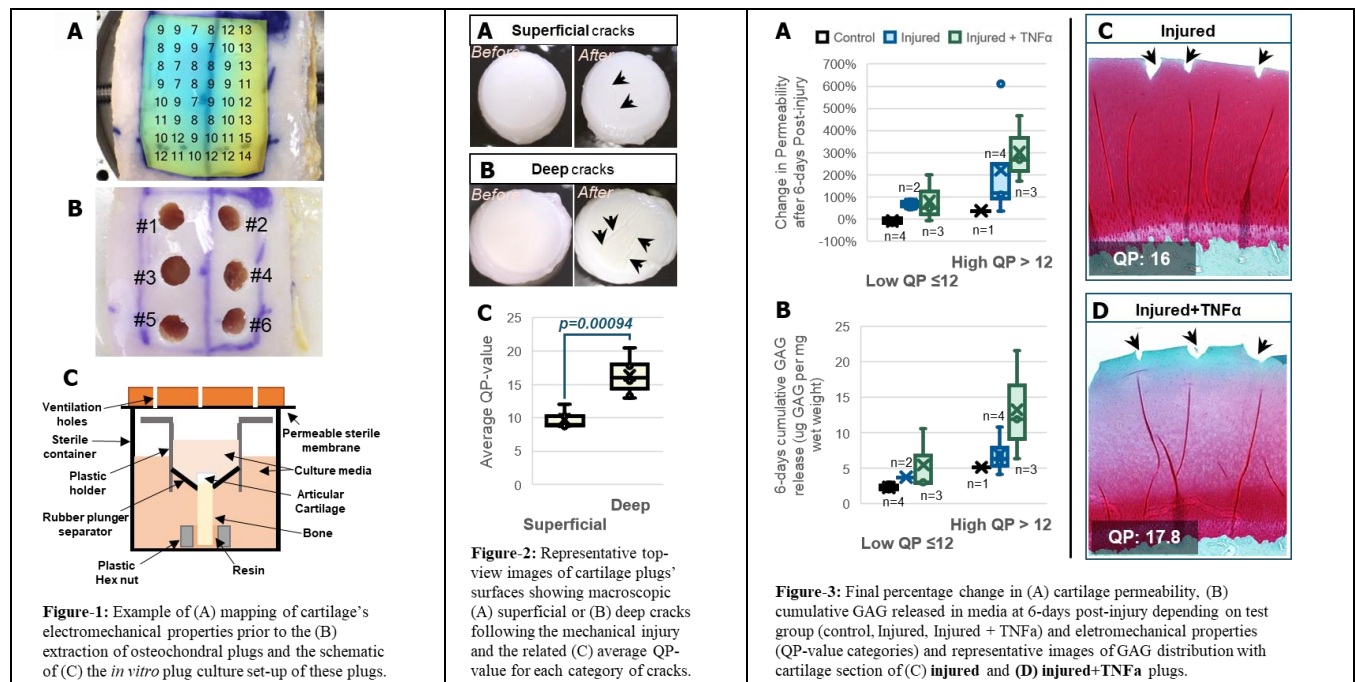 A
9 9 7 8 12 13
8 9 9 7 10 13
8 7 8 8 9 13
9 7 8 9 9 11
10 9 7 9 10 12
11 9 8 8 10 13
10 12 9 10 11 15
12 11 10 12 12 14
B
#1
#2
#3
#4
#5
#6
C
Ventilation holes
Sterile container
Plastic holder
Rubber plunger separator
Plastic Hex nut
Permeable sterile membrane
Culture media
Articular Cartilage
Bone
Resin
Figure-1: Example of (A) mapping of cartilage's
electromechanical properties prior to the (B)
extraction of osteochondral plugs and the schematic
of (C) the in vitro plug culture set-up of these plugs.
A
Superficial cracks
Before
After
B
Deep cracks
Before
After
C
p=0.00094
Average QP-value
25
20
15
10
5
0
Superficial
Deep
Figure-2: Representative top-
view images of cartilage plugs'
surfaces showing macroscopic
(A) superficial or (B) deep cracks
following the mechanical injury
and the related (C) average QP-
value for each category of cracks.
A
Control
Injured
Injured + TNFα
Change in Permeability
after 6-days Post-injury
700%
600%
500%
400%
300%
200%
100%
0%
-100%
n=4
n=2
n=3
n=1
n=4
n=3
Low QP ≤12
High QP > 12
B
6-days cumulative GAG
release (ug GAG per mg
wet weight)
25
20
15
10
5
0
n=4
n=2
n=3
n=1
n=4
n=3
Low QP ≤12
High QP > 12
C
Injured
QP: 16
D
Injured+TNFα
QP: 17.8
Figure-3: Final percentage change in (A) cartilage permeability, (B)
cumulative GAG released in media at 6-days post-injury depending on test
group (control, Injured, Injured + TNFa) and eletromechanical properties
(QP-value categories) and representative images of GAG distribution with
cartilage section of (C) injured and (D) injured+TNFa plugs.